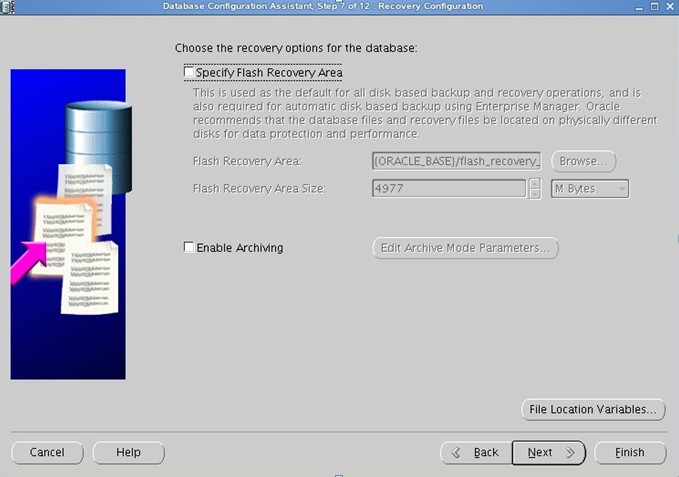 Database Configuration Assistant, Step 7 of 12 : Recovery Configuration
Choose the recovery options for the database:
Specify Flash Recovery Area
This is used as the default for all disk based backup and recovery operations, and is
also required for automatic disk based backup using Enterprise Manager. Oracle
recommends that the database files and recovery files be located on physically different
disks for data protection and performance.
Flash Recovery Area: {ORACLE_BASE}/flash_recovery_ Browse...
Flash Recovery Area Size: 4977 M Bytes
Enable Archiving Edit Archive Mode Parameters...
File Location Variables...
Cancel Help Back Next Finish